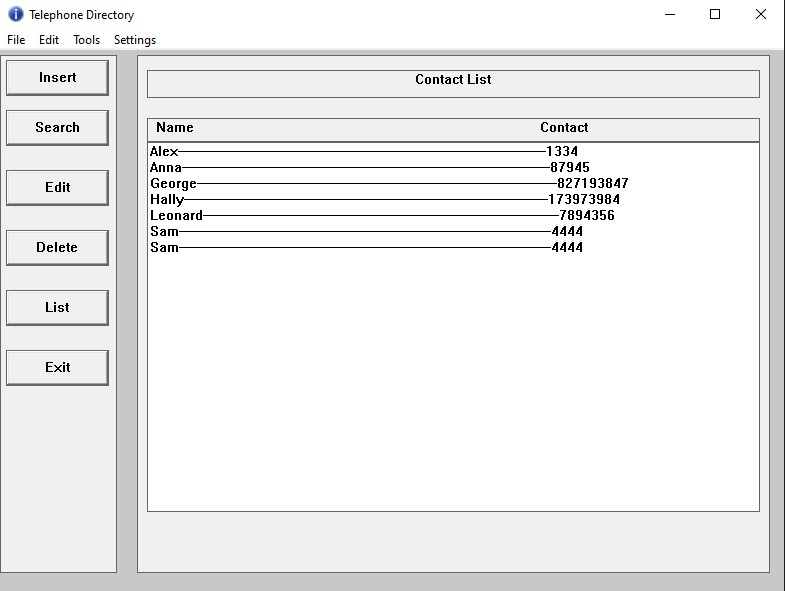 Telephone Directory
File Edit Tools Settings
Insert
Search
Edit
Delete
List
Exit
Contact List
Name Contact
Alex————————————————————1334
Anna————————————————————87945
George————————————————————827193847
Hally————————————————————173973984
Leonard————————————————————7894356
Sam————————————————————4444
Sam————————————————————4444